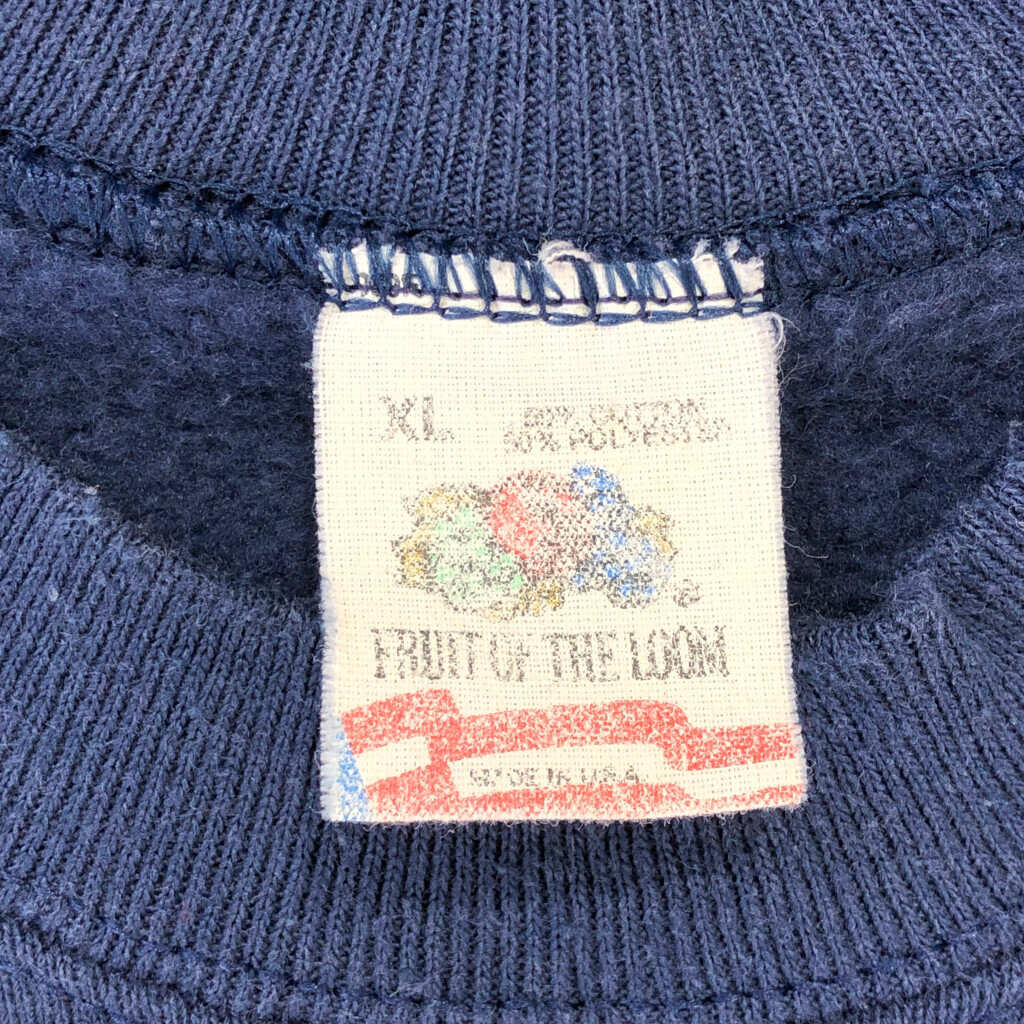 XL
50% COTTON
50% POLYESTER
®
FRUIT OF THE LOOM
MADE IN U.S.A.